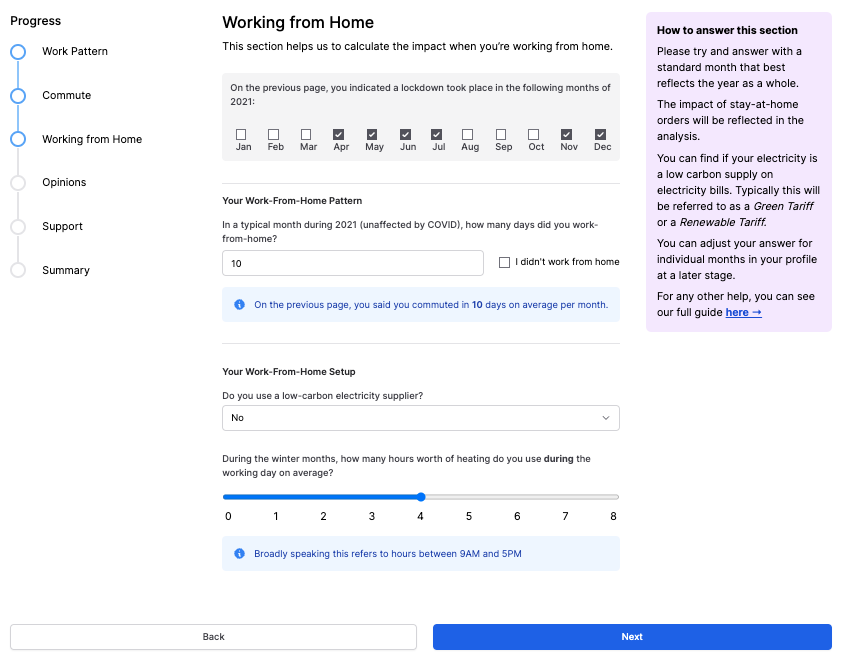 Progress
Work Pattern
Commute
Working from Home
Opinions
Support
Summary
Working from Home
This section helps us to calculate the impact when you're working from home.
On the previous page, you indicated a lockdown took place in the following months of
2021:
Jan Feb Mar Apr May Jun Jul Aug Sep Oct Nov Dec
Your Work-From-Home Pattern
In a typical month during 2021 (unaffected by COVID), how many days did you work-
from-home?
10
I didn't work from home
On the previous page, you said you commuted in 10 days on average per month.
Your Work-From-Home Setup
Do you use a low-carbon electricity supplier?
No
During the winter months, how many hours worth of heating do you use during the
working day on average?
0 1 2 3 4 5 6 7 8
Broadly speaking this refers to hours between 9AM and 5PM
How to answer this section
Please try and answer with a
standard month that best
reflects the year as a whole.
The impact of stay-at-home
orders will be reflected in the
analysis.
You can find if your electricity is
a low carbon supply on
electricity bills. Typically this will
be referred to as a Green Tariff
or a Renewable Tariff.
You can adjust your answer for
individual months in your profile
at a later stage.
For any other help, you can see
our full guide here →
Back
Next